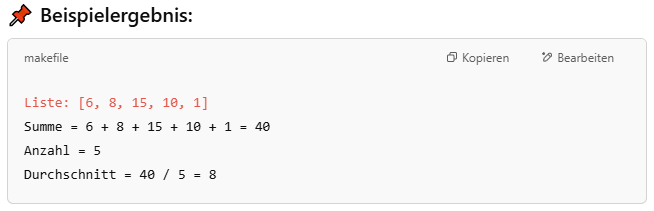 📌 Beispielergebnis:
makefile
Kopieren
Bearbeiten
Liste: [6, 8, 15, 10, 1]
Summe = 6 + 8 + 15 + 10 + 1 = 40
Anzahl = 5
Durchschnitt = 40 / 5 = 8